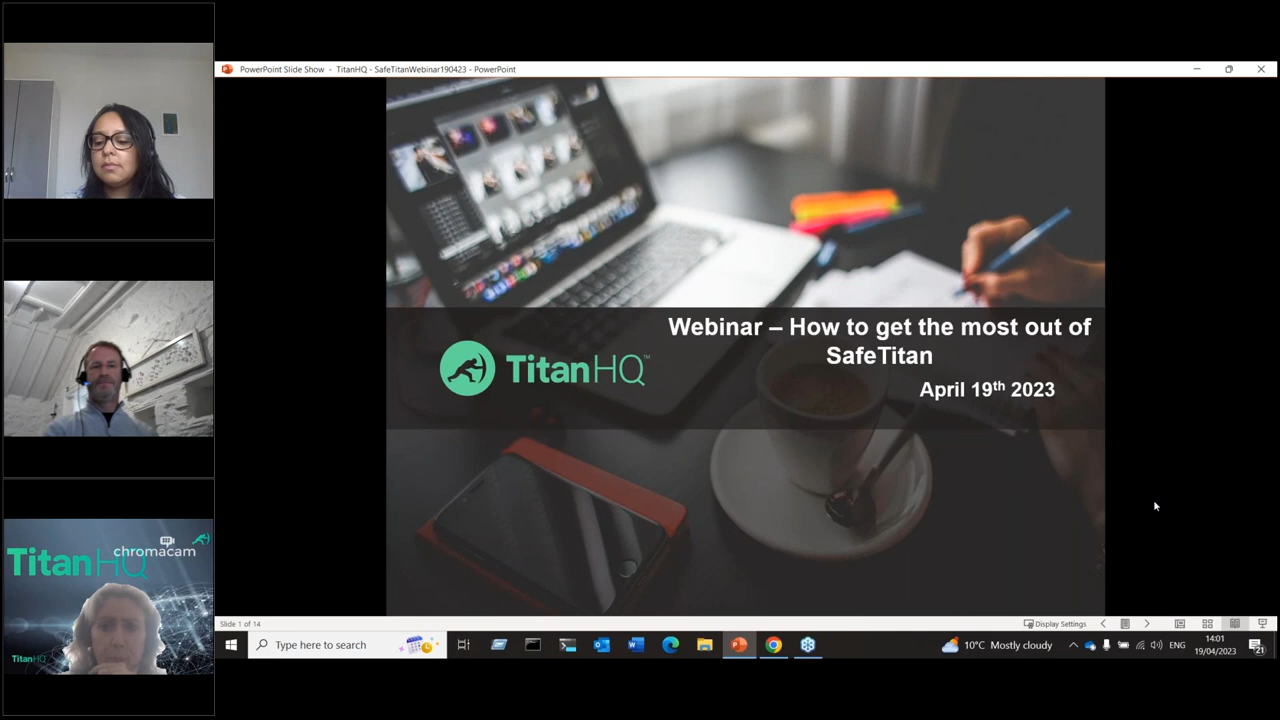 PowerPoint Slide Show - TitanHQ - SafeTitanWebinar190423 - PowerPoint
Webinar – How to get the most out of
SafeTitan
TitanHQ™
April 19th 2023
chromacam
TitanHQ
TitanHQ
Slide 1 of 14
Display Settings
Type here to search
10°C Mostly cloudy
ENG
14:01
19/04/2023
21